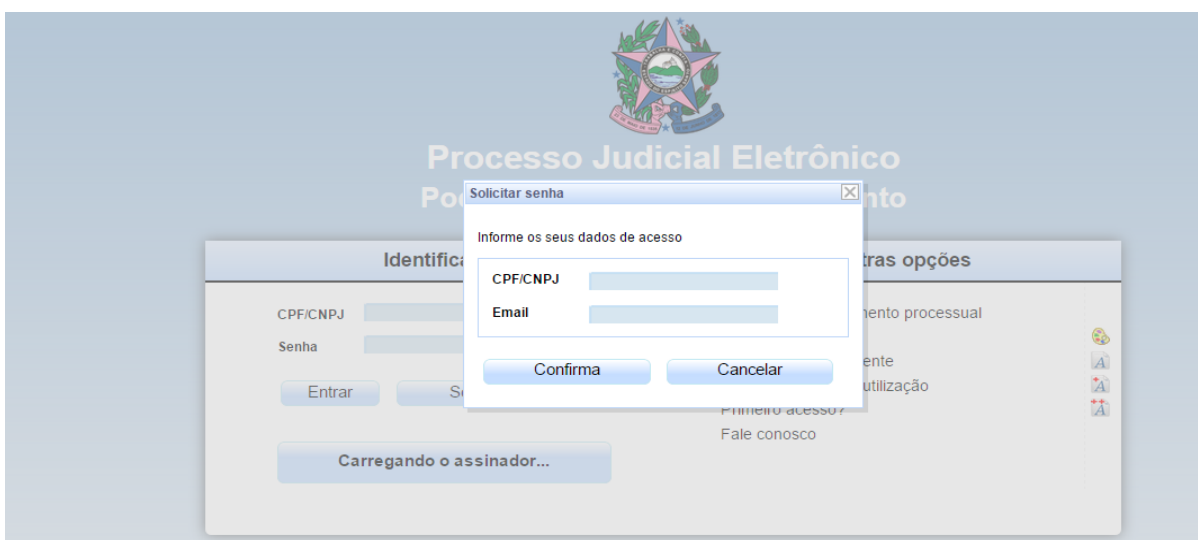 Processo Judicial Eletrônico
Po nto
Solicitar senha
Informe os seus dados de acesso
CPF/CNPJ
Email
Confirma Cancelar
Identifica
CPF/CNPJ
Senha
Entrar S
Carregando o assinador...
tras opções
ento processual
ente
utilização
Primeiro acesso?
Fale conosco